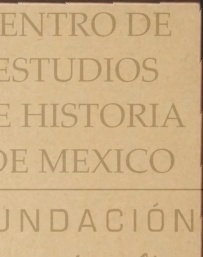 ENTRO DE
ESTUDIOS
E HISTORIA
DE MEXICO
UNDACIÓN